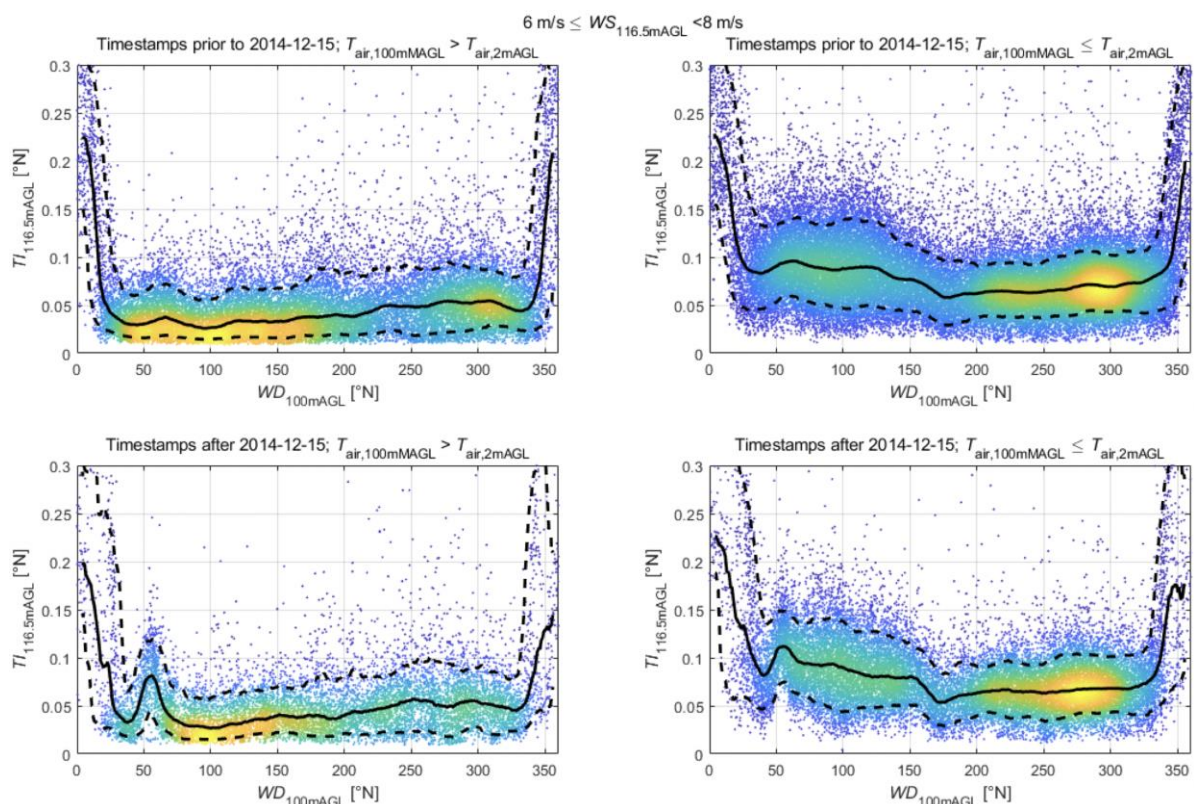 6 m/s ≤ WS116.5mAGL <8 m/s
Timestamps prior to 2014-12-15; Tair,100mMAGL > Tair,2mAGL
0.3
0.25
0.2
0.15
0.1
0.05
0
TI116.5mAGL [°N]
0 50 100 150 200 250 300 350
WD100mAGL [°N]
Timestamps prior to 2014-12-15; Tair,100mMAGL ≤ Tair,2mAGL
0.3
0.25
0.2
0.15
0.1
0.05
0
TI116.5mAGL [°N]
0 50 100 150 200 250 300 350
WD100mAGL [°N]
Timestamps after 2014-12-15; Tair,100mMAGL > Tair,2mAGL
0.3
0.25
0.2
0.15
0.1
0.05
0
TI116.5mAGL [°N]
0 50 100 150 200 250 300 350
WD100mAGL [°N]
Timestamps after 2014-12-15; Tair,100mMAGL ≤ Tair,2mAGL
0.3
0.25
0.2
0.15
0.1
0.05
0
TI116.5mAGL [°N]
0 50 100 150 200 250 300 350
WD100mAGL [°N]